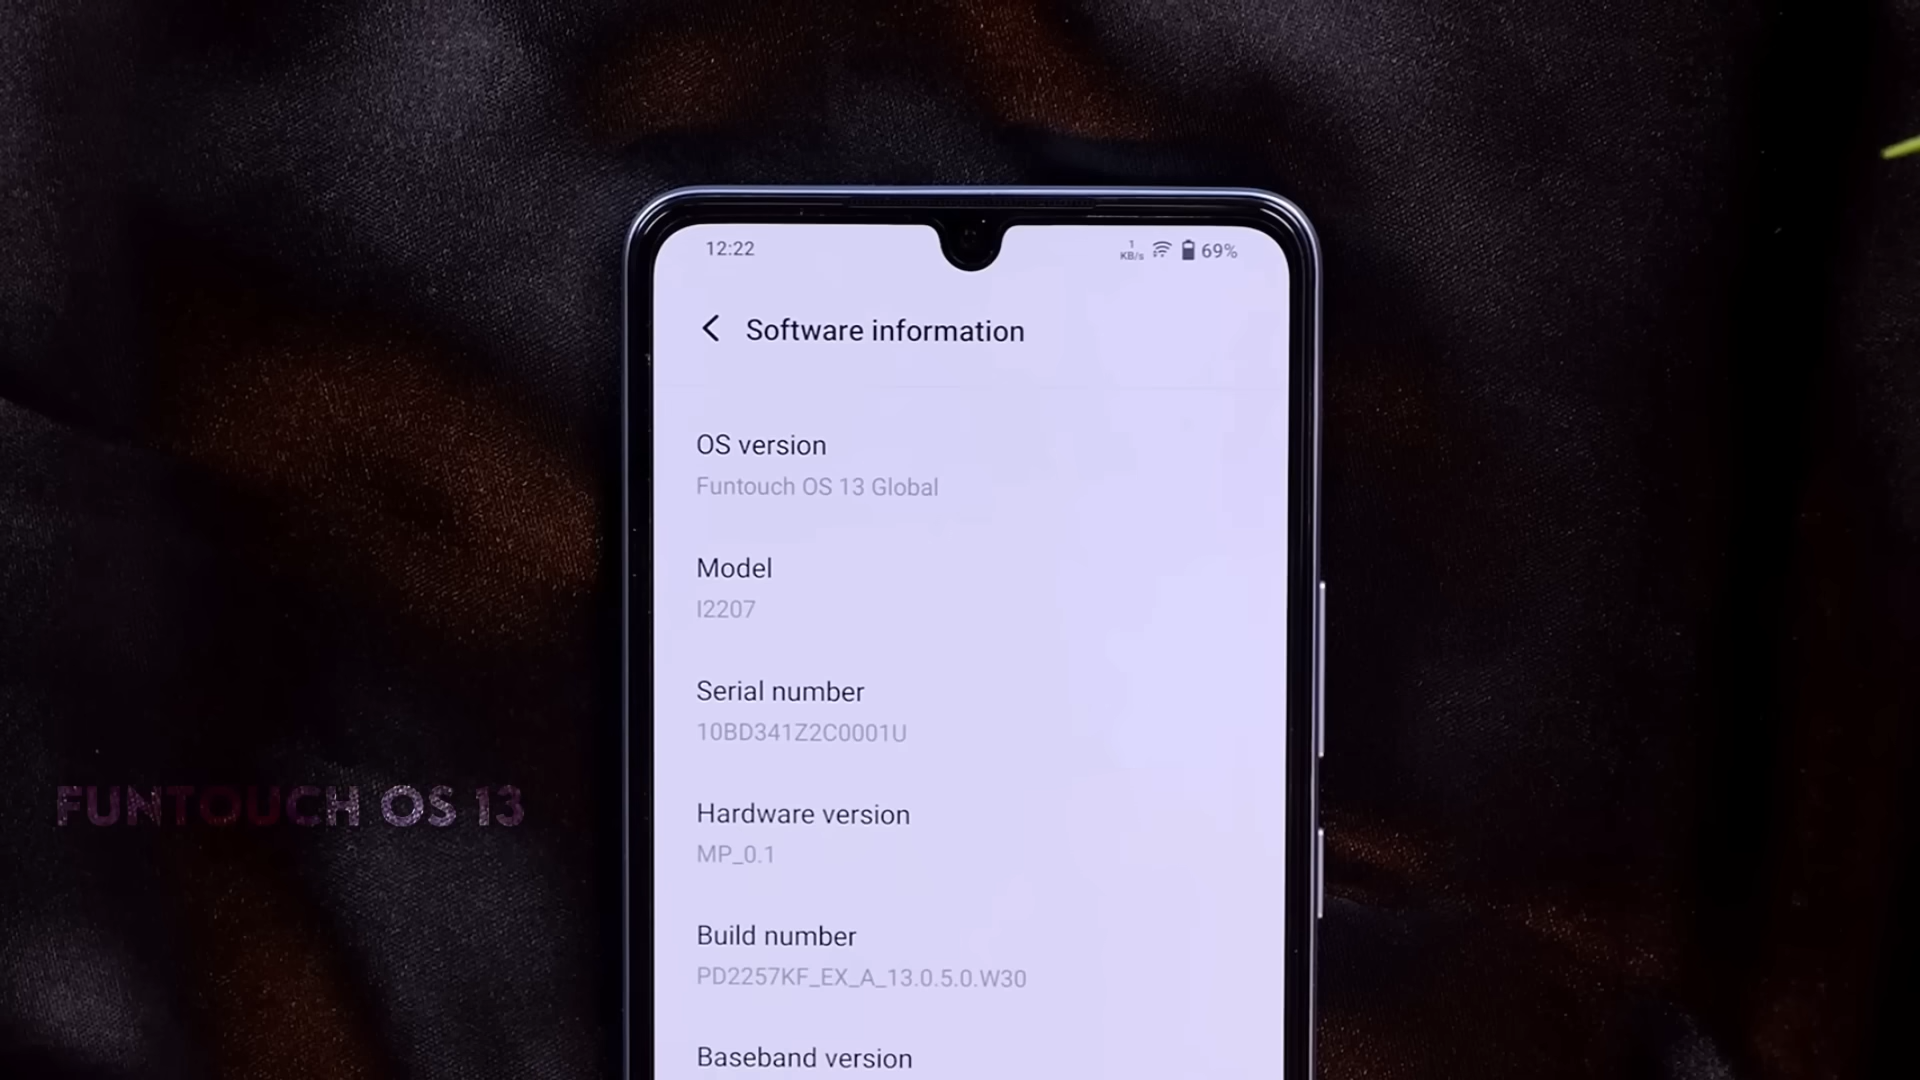 12:22
1
KB/s
69%
Software information
OS version
Funtouch OS 13 Global
Model
I2207
Serial number
10BD341Z2C0001U
Hardware version
MP_0.1
Build number
PD2257KF_EX_A_13.0.5.0.W30
Baseband version
FUNTOUCH OS 13